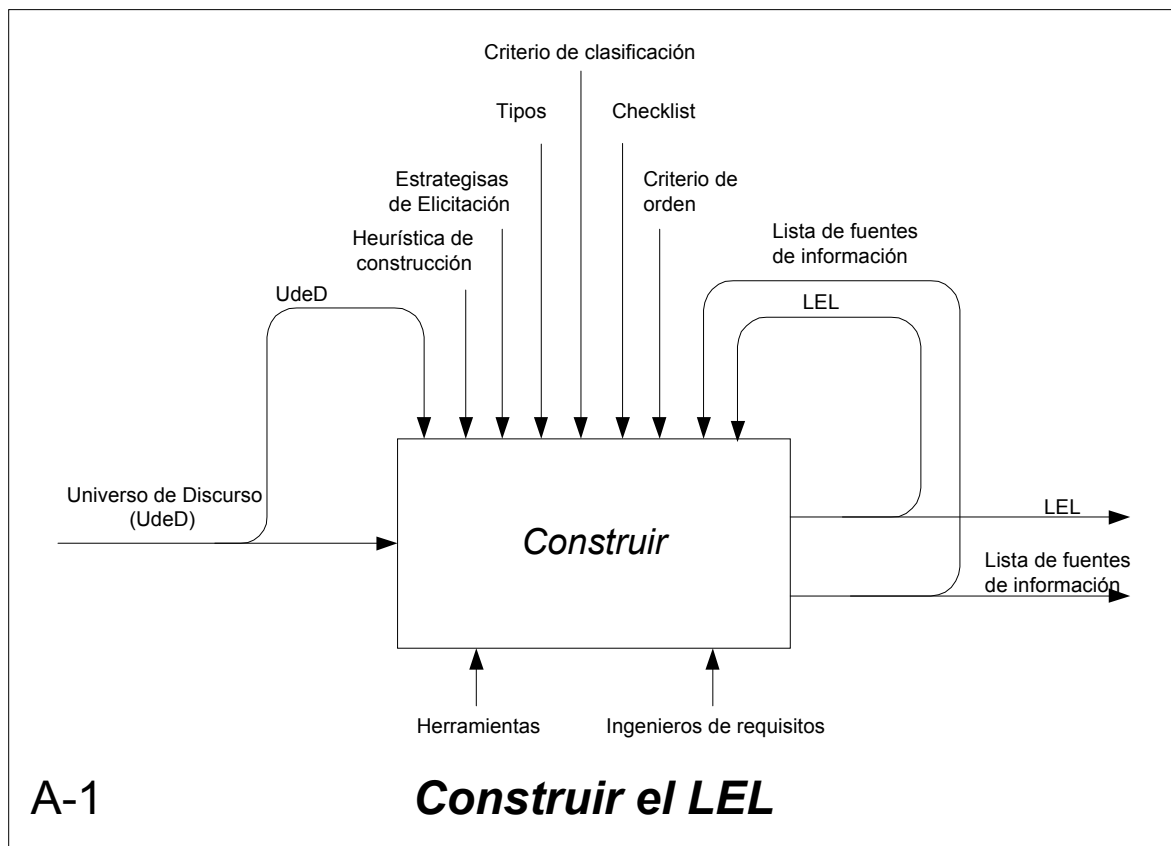 Criterio de clasificación
Tipos
Checklist
Estrategisas
de Elicitación
Criterio de
orden
Heurística de
construcción
Lista de fuentes
de información
UdeD
LEL
Universo de Discurso
(UdeD)
Construir
LEL
Lista de fuentes
de información
Herramientas
Ingenieros de requisitos
A-1
Construir el LEL